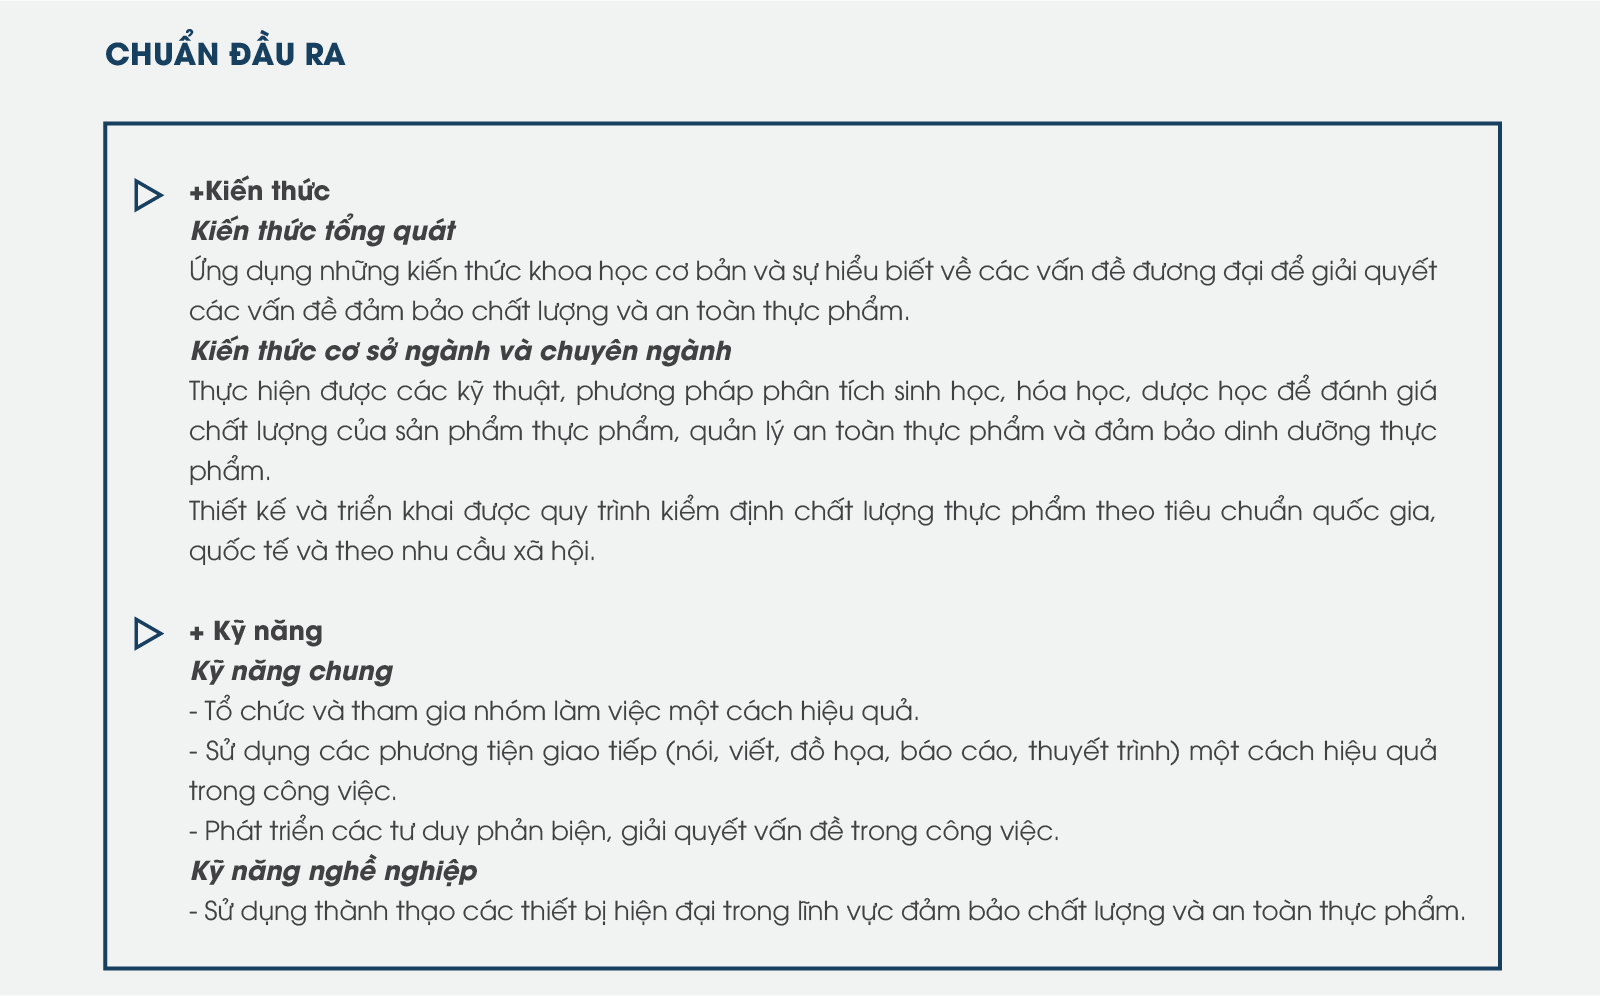 CHUẨN ĐẦU RA
+Kiến thức
Kiến thức tổng quát
Ứng dụng những kiến thức khoa học cơ bản và sự hiểu biết về các vấn đề đương đại để giải quyết
các vấn đề đảm bảo chất lượng và an toàn thực phẩm.
Kiến thức cơ sở ngành và chuyên ngành
Thực hiện được các kỹ thuật, phương pháp phân tích sinh học, hóa học, dược học để đánh giá
chất lượng của sản phẩm thực phẩm, quản lý an toàn thực phẩm và đảm bảo dinh dưỡng thực
phẩm.
Thiết kế và triển khai được quy trình kiểm định chất lượng thực phẩm theo tiêu chuẩn quốc gia,
quốc tế và theo nhu cầu xã hội.
+ Kỹ năng
Kỹ năng chung
- Tổ chức và tham gia nhóm làm việc một cách hiệu quả.
- Sử dụng các phương tiện giao tiếp (nói, viết, đồ họa, báo cáo, thuyết trình) một cách hiệu quả
trong công việc.
- Phát triển các tư duy phản biện, giải quyết vấn đề trong công việc.
Kỹ năng nghề nghiệp
- Sử dụng thành thạo các thiết bị hiện đại trong lĩnh vực đảm bảo chất lượng và an toàn thực phẩm.